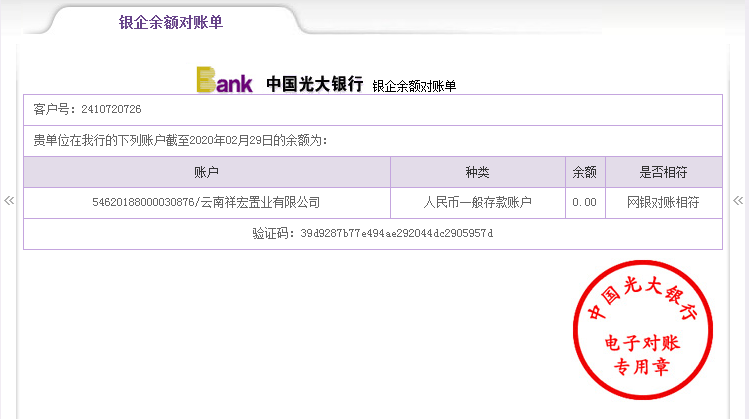 银企余额对账单
Bank 中国光大银行 银企余额对账单
客户号：2410720726
贵单位在我行的下列账户截至2020年02月29日的余额为：
账户 种类 余额 是否相符
54620188000030876/云南祥宏置业有限公司 人民币一般存款账户 0.00 网银对账相符
验证码：39d9287b77e494ae292044dc2905957d
中国光大银行
电子对账
专用章